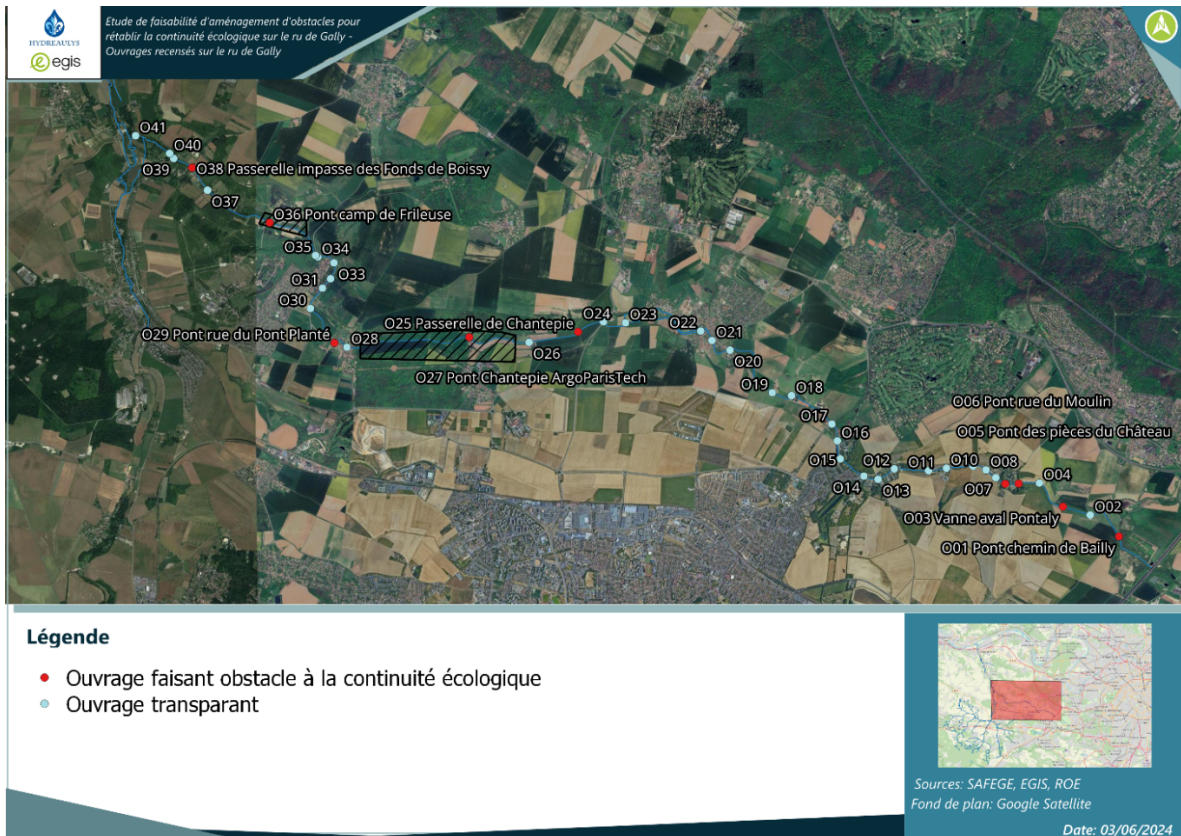 Etude de faisabilité d'aménagement d'obstacles pour
rétablir la continuité écologique sur le ru de Gally -
Ouvrages recensés sur le ru de Gally
HYDREAULYS
egis
O41
O40
O39
O38 Passerelle impasse des Fonds de Boissy
O37
O36 Pont camp de Frileuse
O35
O34
O33
O31
O30
O29 Pont rue du Pont Planté
O28
O25 Passerelle de Chantepie
O24
O23
O22
O21
O26
O20
O27 Pont Chantepie ArgoParisTech
O19
O18
O17
O16
O06 Pont rue du Moulin
O05 Pont des pièces du Château
O15
O12
O11
O10
O08
O14
O13
O07
O04
O03 Vanne aval Pontaly
O02
O01 Pont chemin de Bailly
Légende
Ouvrage faisant obstacle à la continuité écologique
Ouvrage transparant
Sources: SAFEGE, EGIS, ROE
Fond de plan: Google Satellite
Date: 03/06/2024